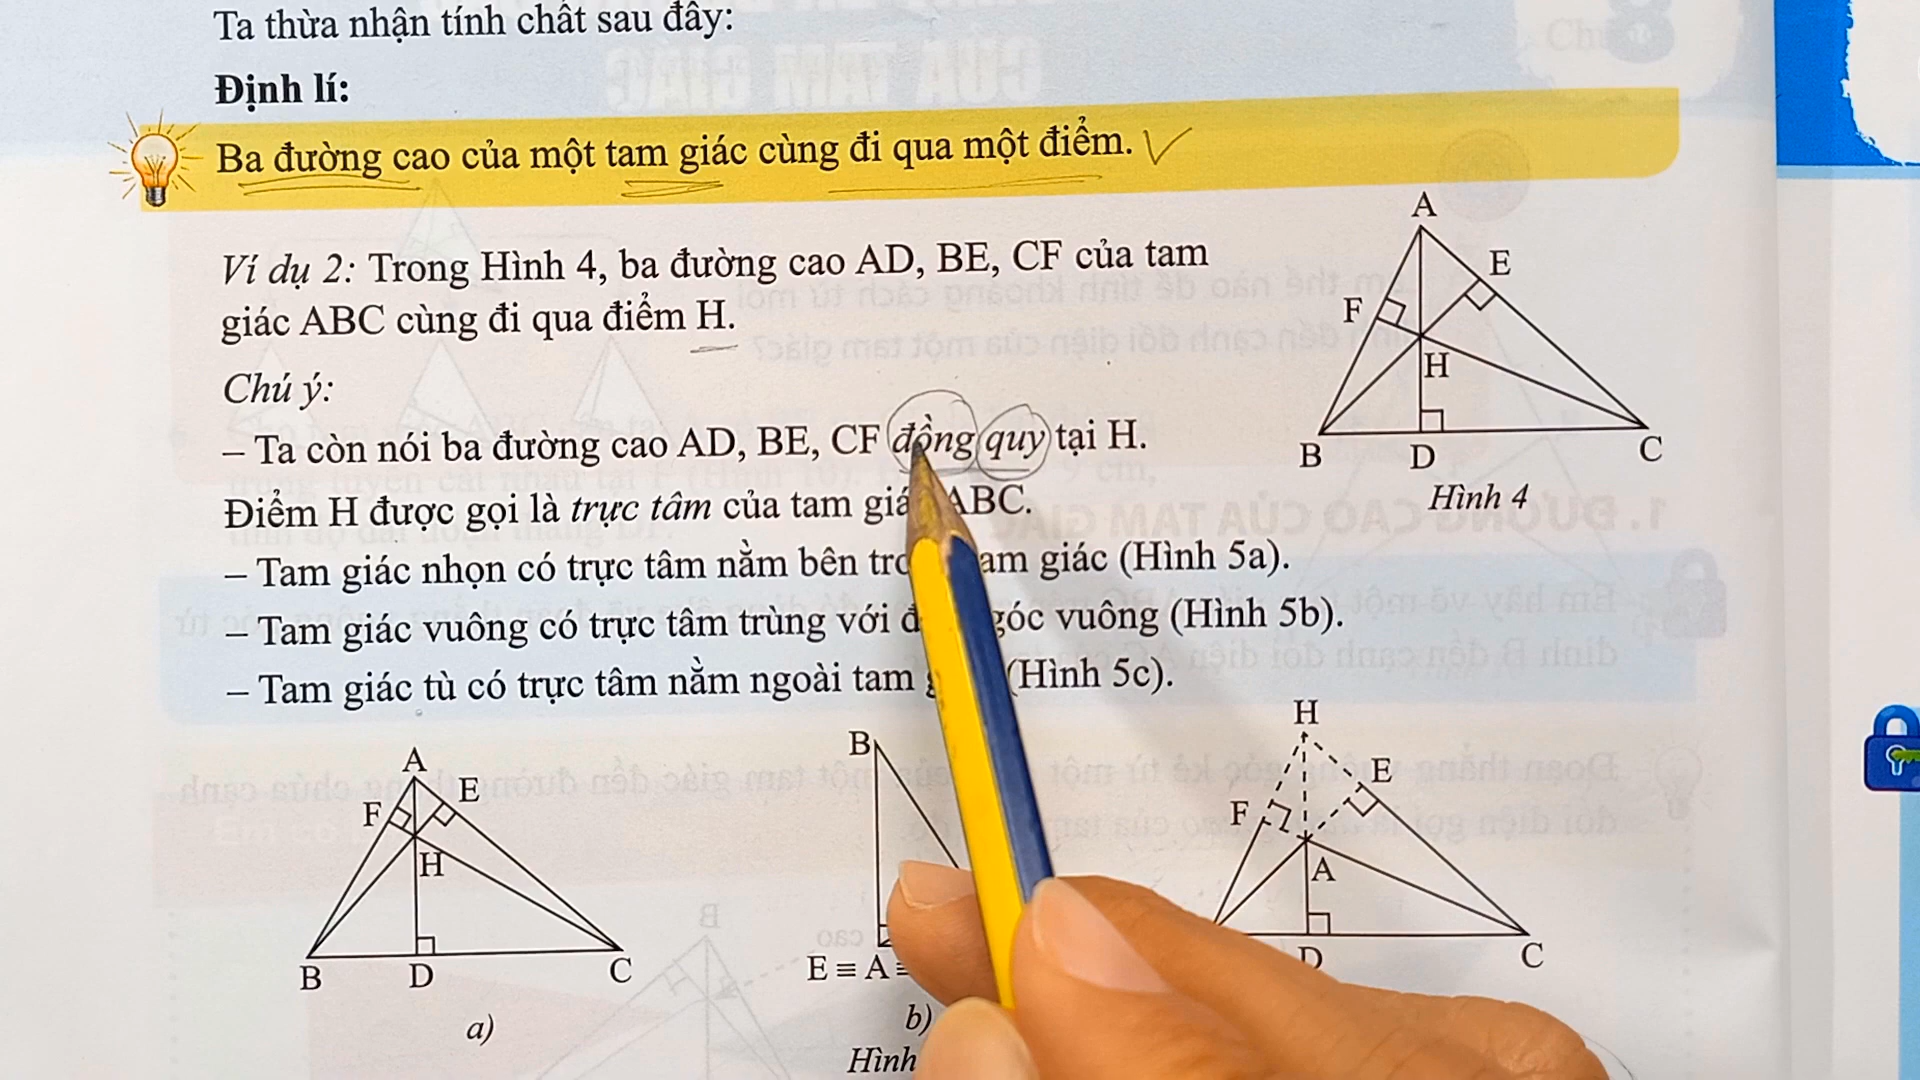 Ta thừa nhận tính chất sau đây:
Định lí:
Ba đường cao của một tam giác cùng đi qua một điểm.
Ví dụ 2: Trong Hình 4, ba đường cao AD, BE, CF của tam
giác ABC cùng đi qua điểm H.
Chú ý:
– Ta còn nói ba đường cao AD, BE, CF đồng quy tại H.
Điểm H được gọi là trực tâm của tam ABC.
– Tam giác nhọn có trực tâm nằm bên giác (Hình 5a).
– Tam giác vuông có trực tâm trùng với góc vuông (Hình 5b).
– Tam giác tù có trực tâm nằm ngoài tam (Hình 5c).
A
E
F
H
B D C
Hình 4
A
E
F
H
B D C
a)
B
E ≡ A ≡
b)
Hình
H
E
F
A
D C